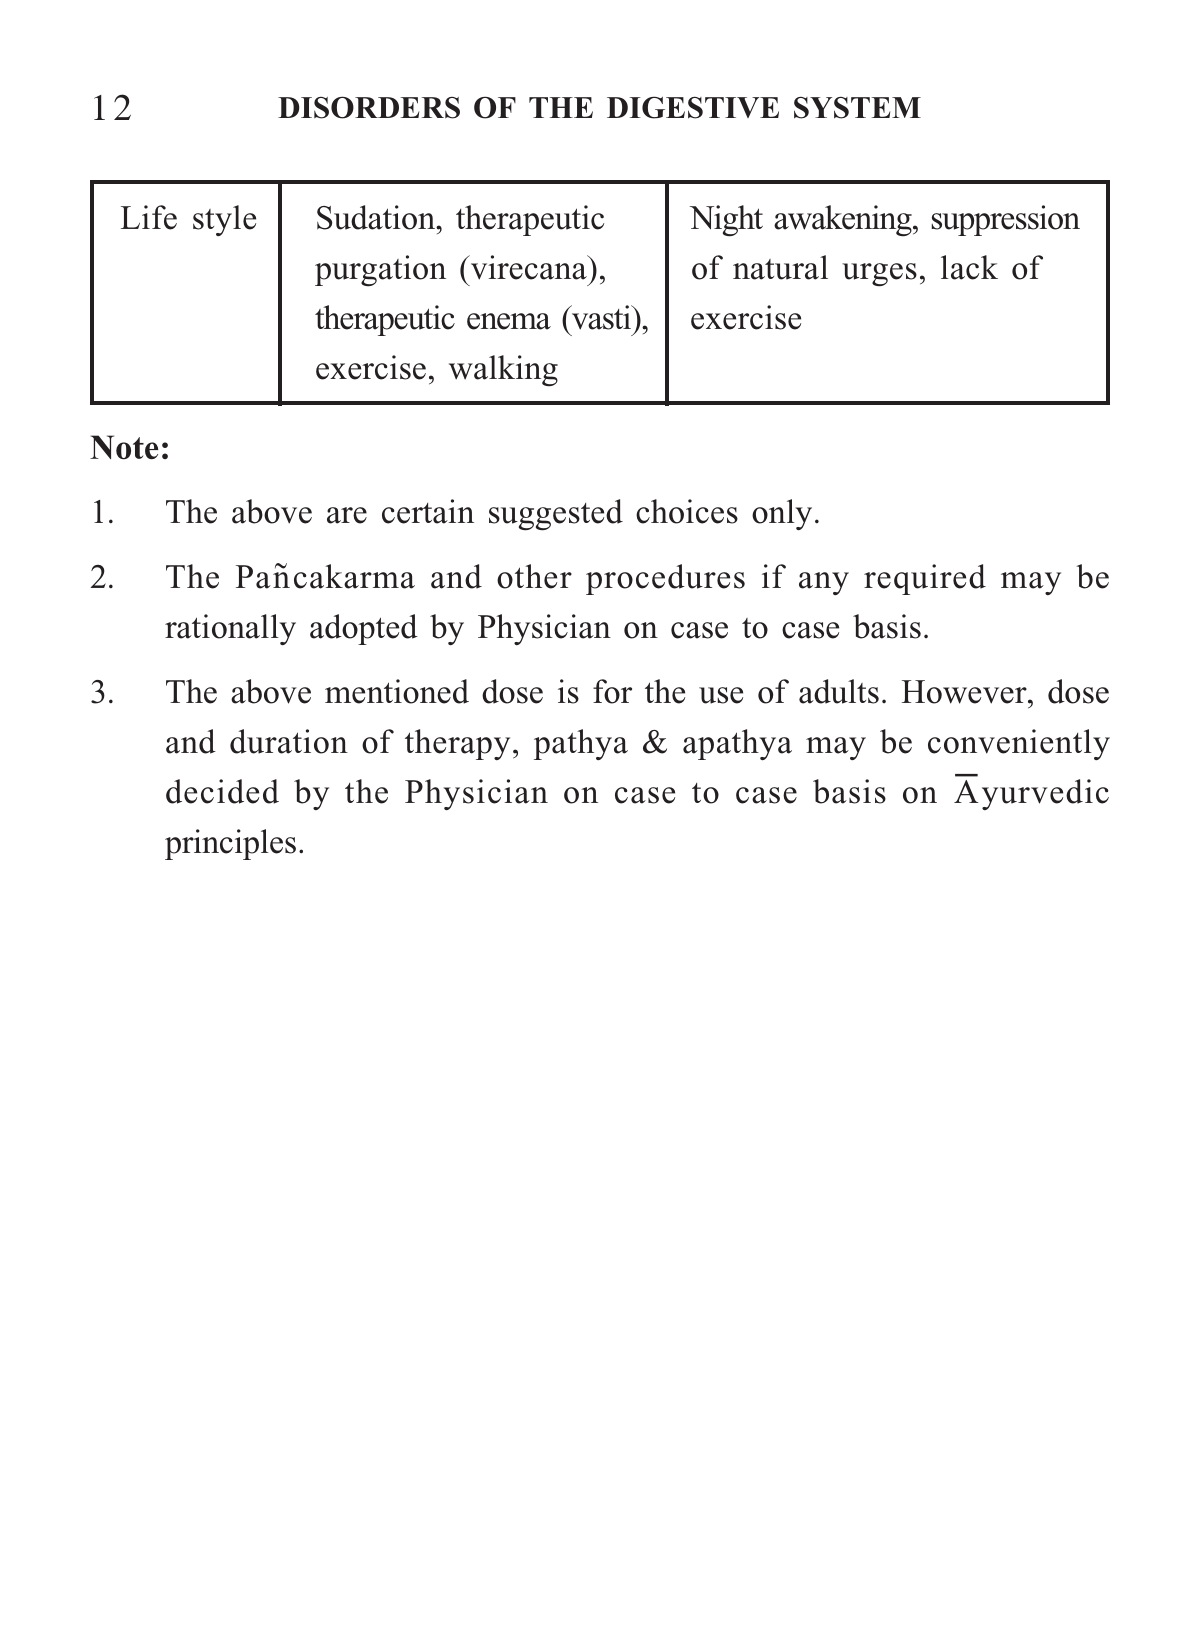 12 DISORDERS OF THE DIGESTIVE SYSTEM
Life style
Sudation, therapeutic
purgation (virecana),
therapeutic enema (vasti),
exercise, walking
Night awakening, suppression
of natural urges, lack of
exercise
Note:
1. The above are certain suggested choices only.
2. The Pañcakarma and other procedures if any required may be
rationally adopted by Physician on case to case basis.
3. The above mentioned dose is for the use of adults. However, dose
and duration of therapy, pathya & apathya may be conveniently
decided by the Physician on case to case basis on Āyurvedic
principles.